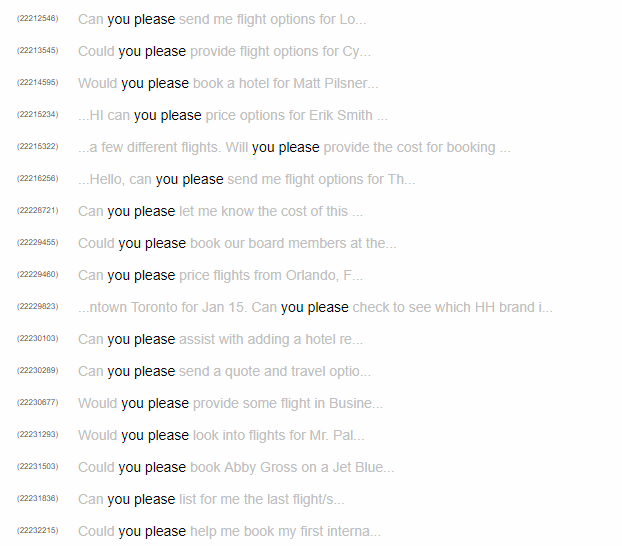 (22212546) Can you please send me flight options for Lo...
(22213545) Could you please provide flight options for Cy...
(22214595) Would you please book a hotel for Matt Pilsner...
(22215234) ...HI can you please price options for Erik Smith ...
(22215322) ...a few different flights. Will you please provide the cost for booking ...
(22216256) ...Hello, can you please send me flight options for Th...
(22228721) Can you please let me know the cost of this ...
(22229455) Could you please book our board members at the...
(22229460) Can you please price flights from Orlando, F...
(22229823) ...ntown Toronto for Jan 15. Can you please check to see which HH brand i...
(22230103) Can you please assist with adding a hotel re...
(22230289) Can you please send a quote and travel optio...
(22230677) Would you please provide some flight in Busine...
(22231293) Would you please look into flights for Mr. Pal...
(22231503) Could you please book Abby Gross on a Jet Blue...
(22231836) Can you please list for me the last flight/s...
(22232215) Could you please help me book my first interna...